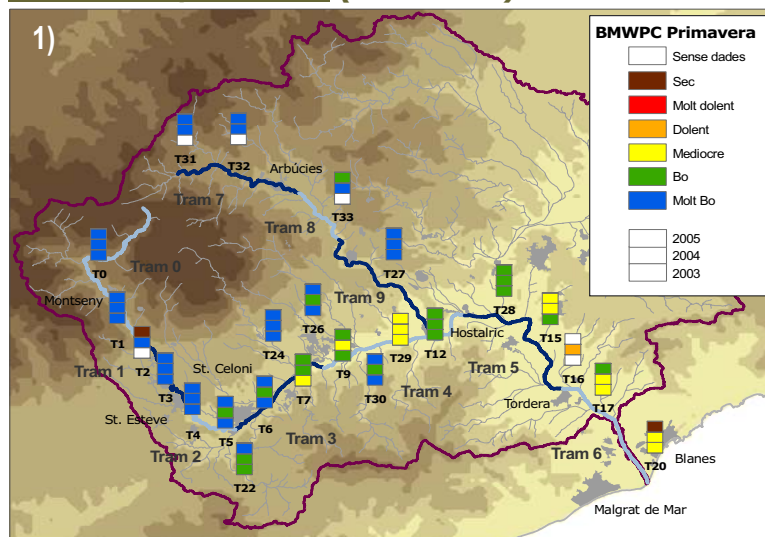 1)
BMWPC Primavera
Sense dades
Sec
Molt dolent
Dolent
Mediocre
Bo
Molt Bo
2005
2004
2003
T31
T32
Arbúcies
Tram 7
T33
Tram 8
Tram 0
T0
T27
Montseny
T1
Tram 9
T26
T28
T15
T24
T12
Hostalric
T29
T2
Tram 1
St. Celoni
T9
Tram 5
T16
T3
T7
T30
Tram 4
T17
Tordera
St. Esteve
T4
T5
T6
Tram 3
Tram 2
T22
Tram 6
T20
Blanes
Malgrat de Mar